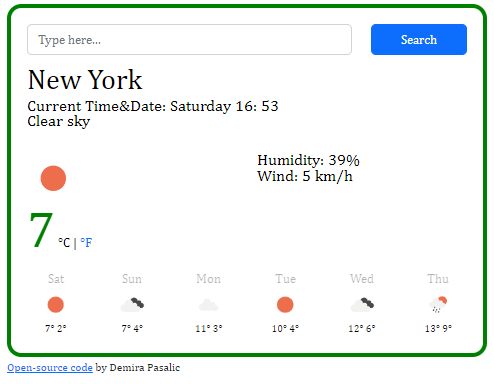 Type here...
Search
New York
Current Time&Date: Saturday 16: 53
Clear sky
Humidity: 39%
Wind: 5 km/h
7 °C | °F
Sat Sun Mon Tue Wed Thu
7° 2° 7° 4° 11° 3° 10° 4° 12° 6° 13° 9°
Open-source code by Demira Pasalic